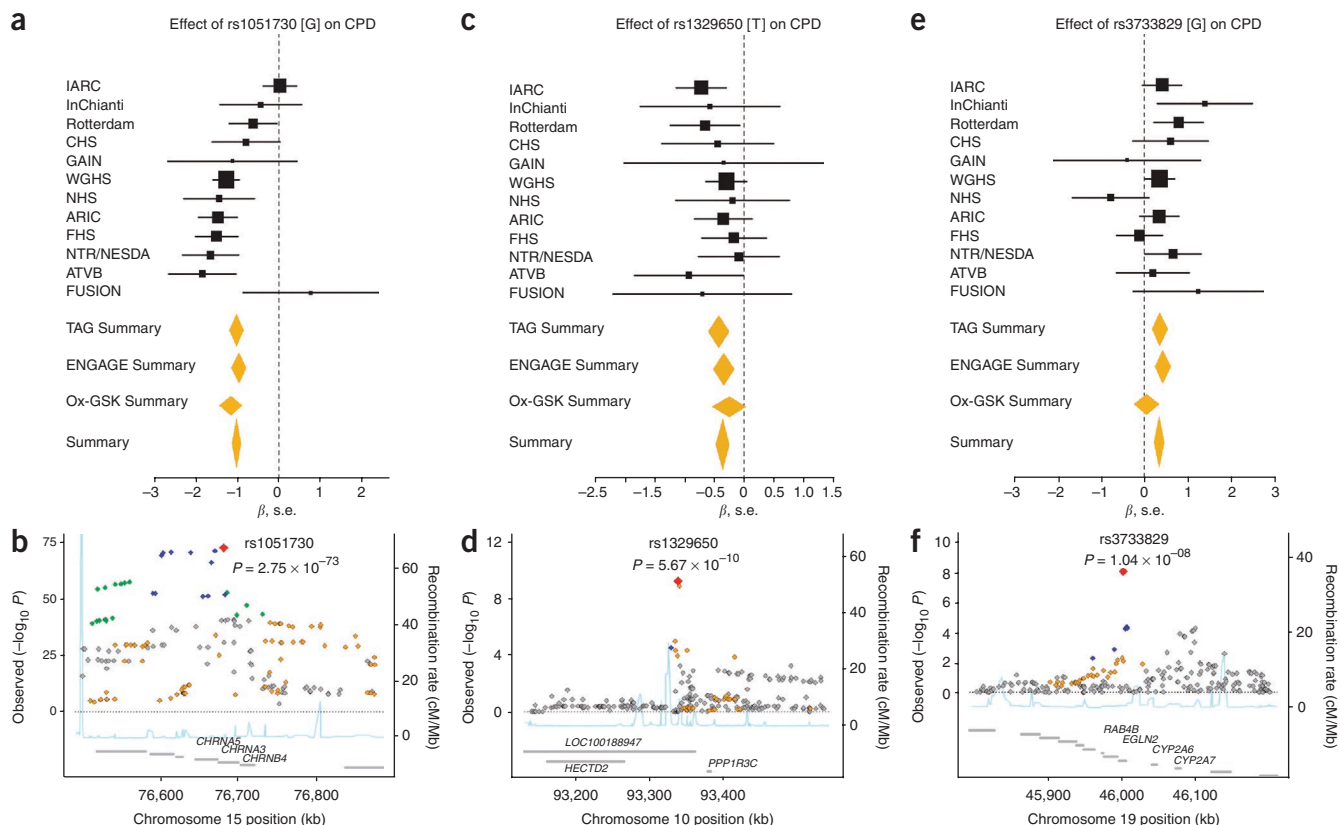 a
Effect of rs1051730 [G] on CPD
IARC
InChianti
Rotterdam
CHS
GAIN
WGHS
NHS
ARIC
FHS
NTR/NESDA
ATVB
FUSION
TAG Summary
ENGAGE Summary
Ox-GSK Summary
Summary
–3 –2 –1 0 1 2
β, s.e.
c
Effect of rs1329650 [T] on CPD
IARC
InChianti
Rotterdam
CHS
GAIN
WGHS
NHS
ARIC
FHS
NTR/NESDA
ATVB
FUSION
TAG Summary
ENGAGE Summary
Ox-GSK Summary
Summary
–2.5 –1.5 –0.5 0 0.5 1.5
β, s.e.
e
Effect of rs3733829 [G] on CPD
IARC
InChianti
Rotterdam
CHS
GAIN
WGHS
NHS
ARIC
FHS
NTR/NESDA
ATVB
FUSION
TAG Summary
ENGAGE Summary
Ox-GSK Summary
Summary
–3 –2 –1 0 1 2 3
β, s.e.
b
rs1051730
P = 2.75 × 10–73
75
50
25
0
Observed (–log10 P)
60
40
20
0
Recombination rate (cM/Mb)
CHRNA5
CHRNA3
CHRNB4
76,600 76,700 76,800
Chromosome 15 position (kb)
d
rs1329650
P = 5.67 × 10–10
12
10
8
6
4
2
0
Observed (–log10 P)
60
40
20
0
Recombination rate (cM/Mb)
LOC100188947
HECTD2
PPP1R3C
93,200 93,300 93,400
Chromosome 10 position (kb)
f
rs3733829
P = 1.04 × 10–08
10
8
6
4
2
0
Observed (–log10 P)
40
20
0
Recombination rate (cM/Mb)
RAB4B
EGLN2
CYP2A6
CYP2A7
45,900 46,000 46,100
Chromosome 19 position (kb)